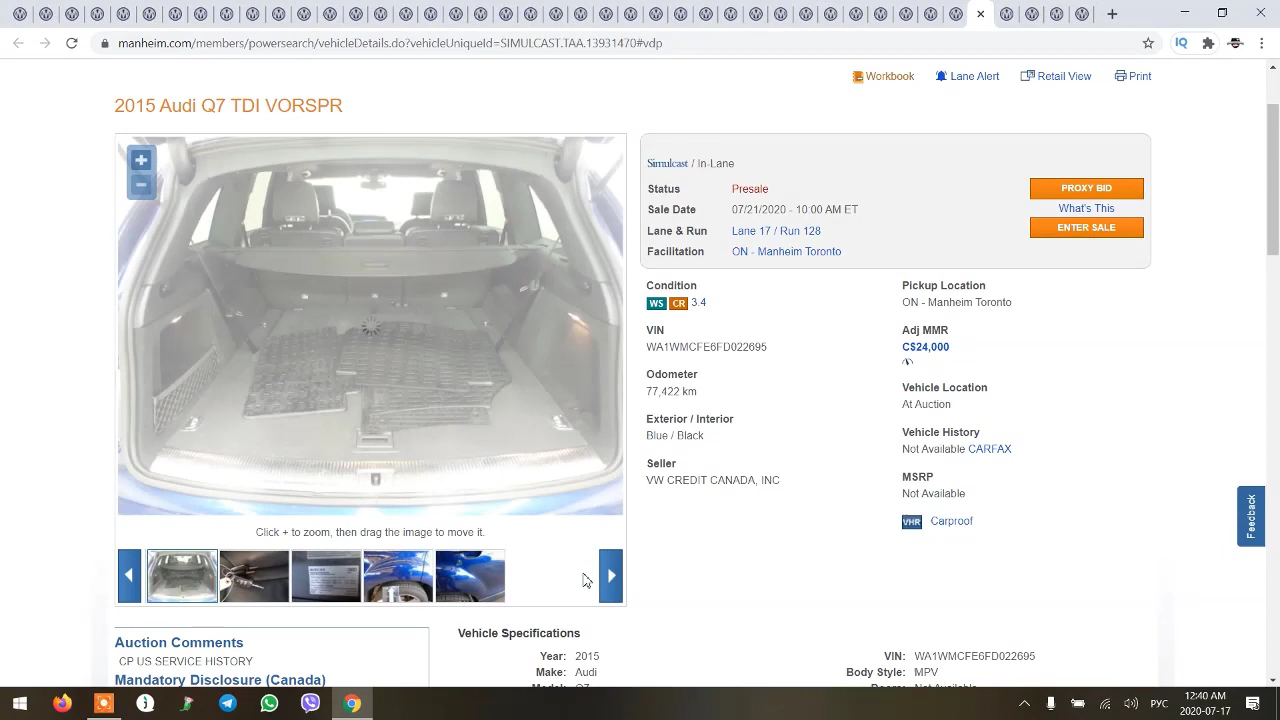 manheim.com/members/powersearch/vehicleDetails.do?vehicleUniqueId=SIMULCAST.TAA.13931470#vdp
IQ
Workbook Lane Alert Retail View Print
2015 Audi Q7 TDI VORSPR
Simulcast / In-Lane
Status Presale
PROXY BID
Sale Date 07/21/2020 - 10:00 AM ET
What's This
Lane & Run Lane 17 / Run 128
ENTER SALE
Facilitation ON - Manheim Toronto
Condition
WS CR 3.4
Pickup Location
ON - Manheim Toronto
VIN
WA1WMCFE6FD022695
Adj MMR
C$24,000
Odometer
77,422 km
Vehicle Location
At Auction
Exterior / Interior
Blue / Black
Vehicle History
Not Available CARFAX
Seller
VW CREDIT CANADA, INC
MSRP
Not Available
VHR Carproof
Feedback
Click + to zoom, then drag the image to move it.
Auction Comments
CP US SERVICE HISTORY
Mandatory Disclosure (Canada)
Vehicle Specifications
Year: 2015
Make: Audi
VIN: WA1WMCFE6FD022695
Body Style: MPV
РУС
12:40 AM
2020-07-17